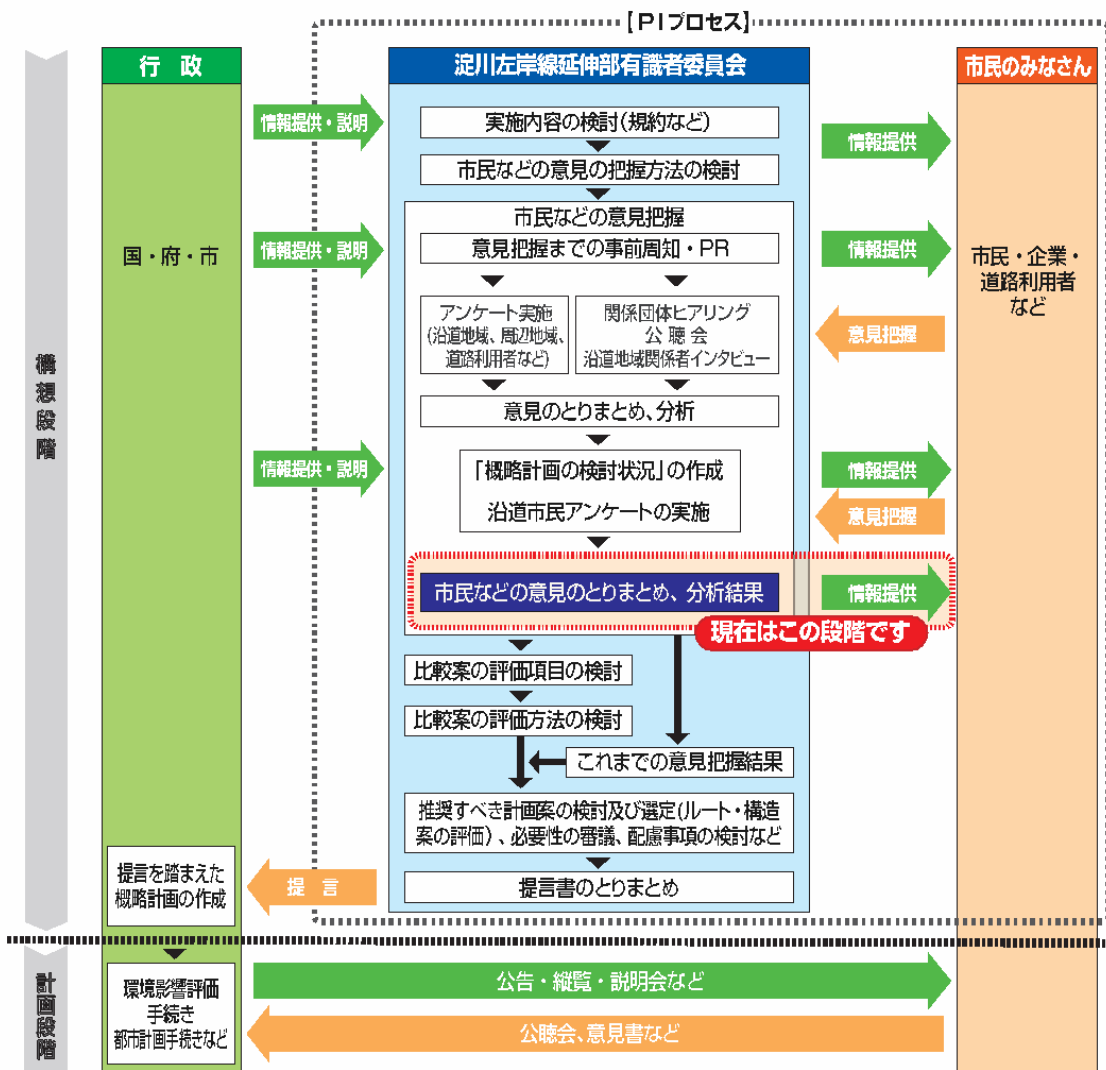 【PIプロセス】
行 政
淀川左岸線延伸部有識者委員会
市民のみなさん
構想段階
国・府・市
情報提供・説明
実施内容の検討(規約など)
情報提供
市民などの意見の把握方法の検討
市民などの意見把握
情報提供・説明
意見把握までの事前周知・PR
情報提供
市民・企業・
道路利用者
など
アンケート実施
(沿道地域、周辺地域、
道路利用者など)
関係団体ヒアリング
公 聴 会
沿道地域関係者インタビュー
意見把握
意見のとりまとめ、分析
情報提供・説明
「概略計画の検討状況」の作成
沿道市民アンケートの実施
情報提供
意見把握
市民などの意見のとりまとめ、分析結果
情報提供
現在はこの段階です
比較案の評価項目の検討
比較案の評価方法の検討
これまでの意見把握結果
推奨すべき計画案の検討及び選定(ルート・構造
案の評価)、必要性の審議、配慮事項の検討など
提言書のとりまとめ
提 言
提言を踏まえた
概略計画の作成
計画段階
環境影響評価
手続き
都市計画手続きなど
公告・縦覧・説明会など
公聴会、意見書など